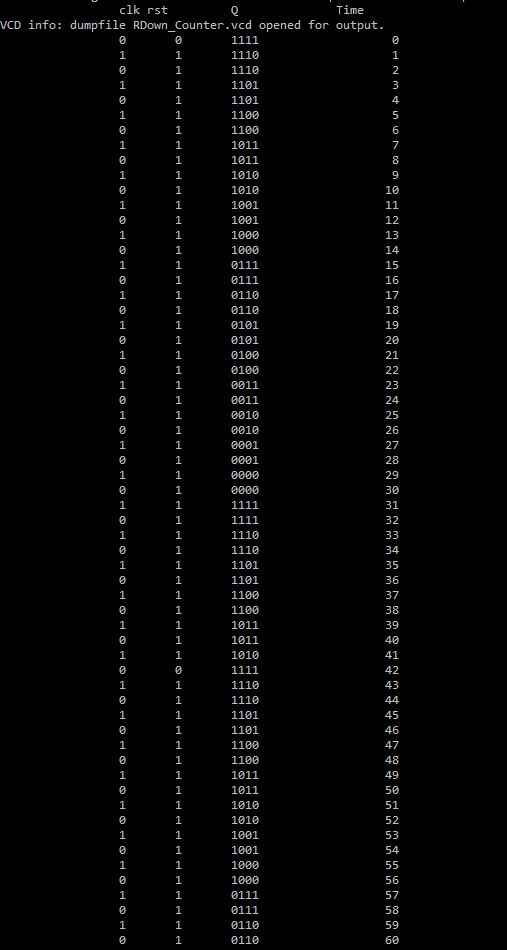 clk rst Q Time
VCD info: dumpfile RDown_Counter.vcd opened for output.
0 0 1111 0
1 1 1110 1
0 1 1110 2
1 1 1101 3
0 1 1101 4
1 1 1100 5
0 1 1100 6
1 1 1011 7
0 1 1011 8
1 1 1010 9
0 1 1010 10
1 1 1001 11
0 1 1001 12
1 1 1000 13
0 1 1000 14
1 1 0111 15
0 1 0111 16
1 1 0110 17
0 1 0110 18
1 1 0101 19
0 1 0101 20
1 1 0100 21
0 1 0100 22
1 1 0011 23
0 1 0011 24
1 1 0010 25
0 1 0010 26
1 1 0001 27
0 1 0001 28
1 1 0000 29
0 1 0000 30
1 1 1111 31
0 1 1111 32
1 1 1110 33
0 1 1110 34
1 1 1101 35
0 1 1101 36
1 1 1100 37
0 1 1100 38
1 1 1011 39
0 1 1011 40
1 1 1010 41
0 0 1111 42
1 1 1110 43
0 1 1110 44
1 1 1101 45
0 1 1101 46
1 1 1100 47
0 1 1100 48
1 1 1011 49
0 1 1011 50
1 1 1010 51
0 1 1010 52
1 1 1001 53
0 1 1001 54
1 1 1000 55
0 1 1000 56
1 1 0111 57
0 1 0111 58
1 1 0110 59
0 1 0110 60